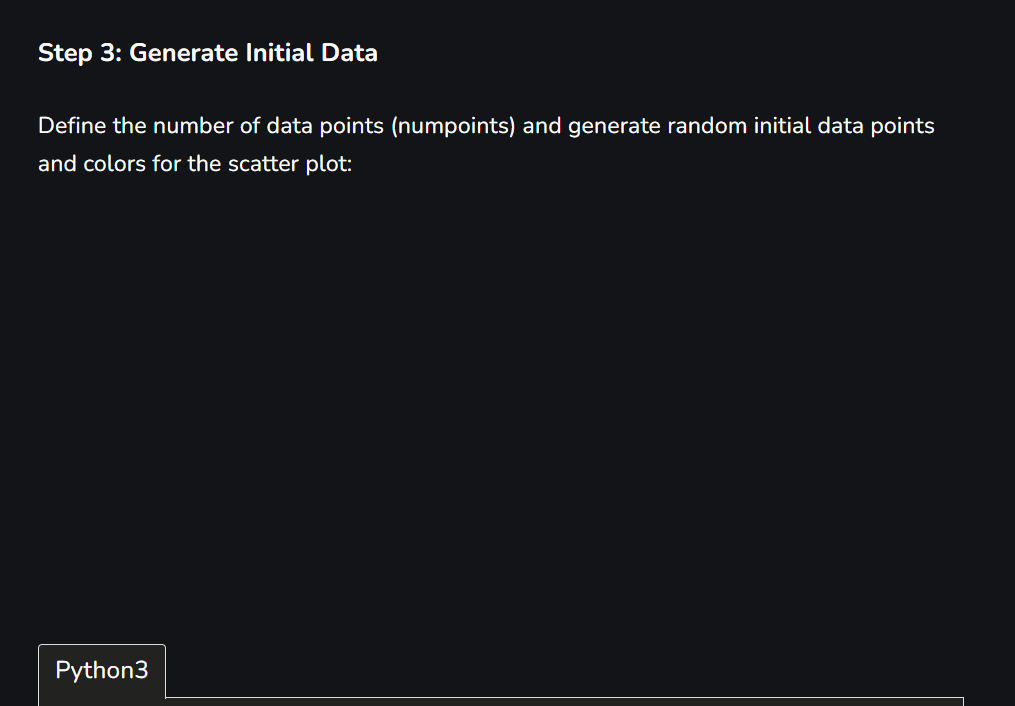 Step 3: Generate Initial Data
Define the number of data points (numpoints) and generate random initial data points
and colors for the scatter plot:
Python3